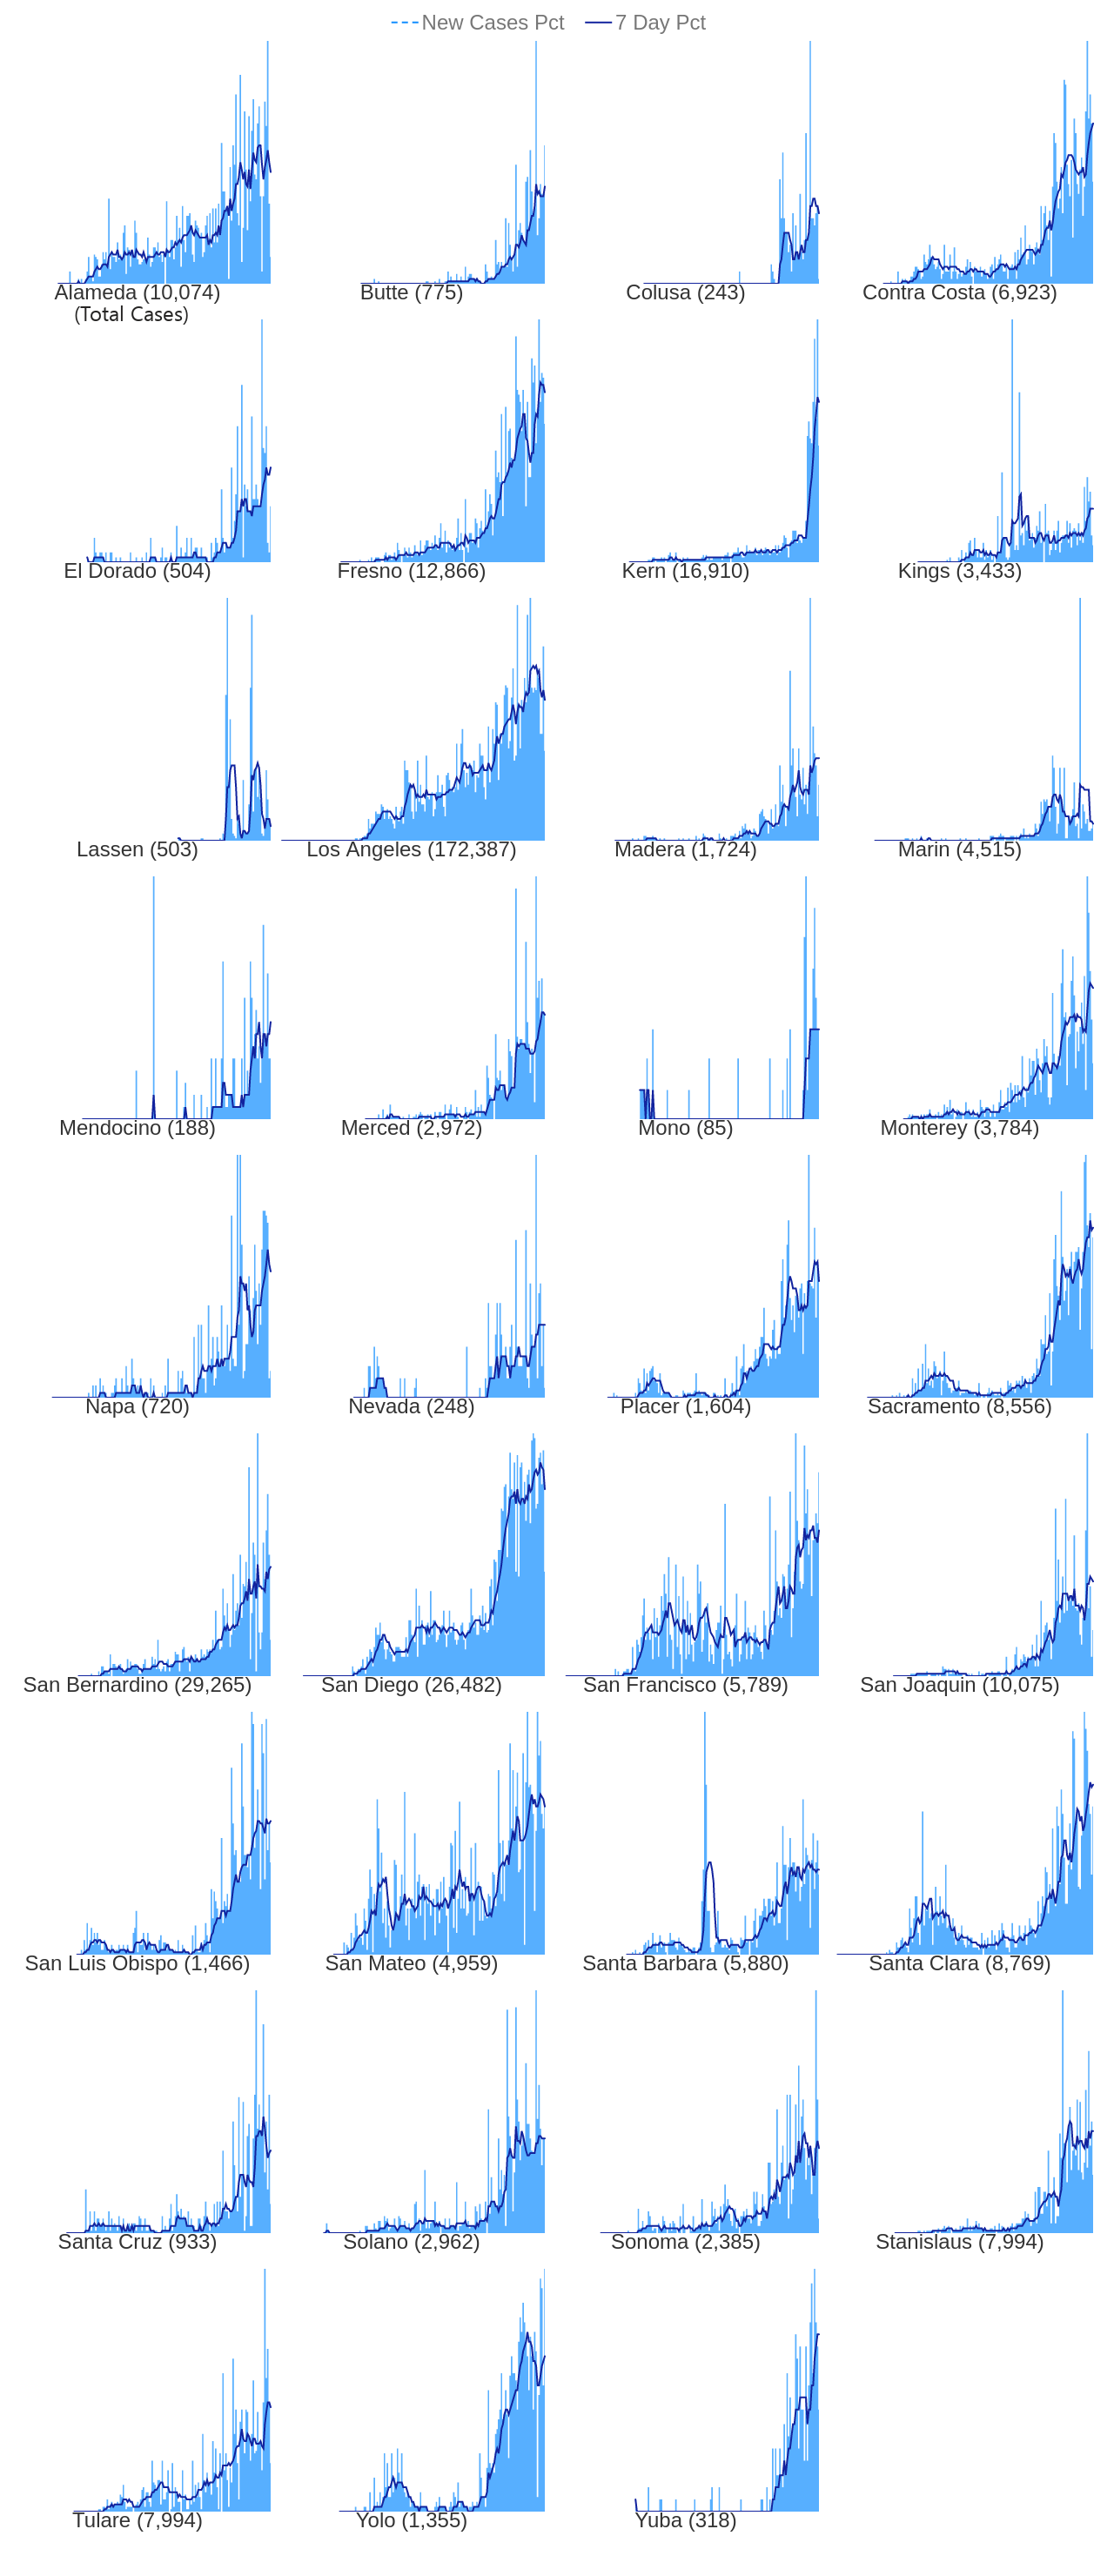 New Cases Pct 7 Day Pct
Alameda (10,074) Butte (775) Colusa (243) Contra Costa (6,923)
(Total Cases)
El Dorado (504) Fresno (12,866) Kern (16,910) Kings (3,433)
Lassen (503) Los Angeles (172,387) Madera (1,724) Marin (4,515)
Mendocino (188) Merced (2,972) Mono (85) Monterey (3,784)
Napa (720) Nevada (248) Placer (1,604) Sacramento (8,556)
San Bernardino (29,265) San Diego (26,482) San Francisco (5,789) San Joaquin (10,075)
San Luis Obispo (1,466) San Mateo (4,959) Santa Barbara (5,880) Santa Clara (8,769)
Santa Cruz (933) Solano (2,962) Sonoma (2,385) Stanislaus (7,994)
Tulare (7,994) Yolo (1,355) Yuba (318)